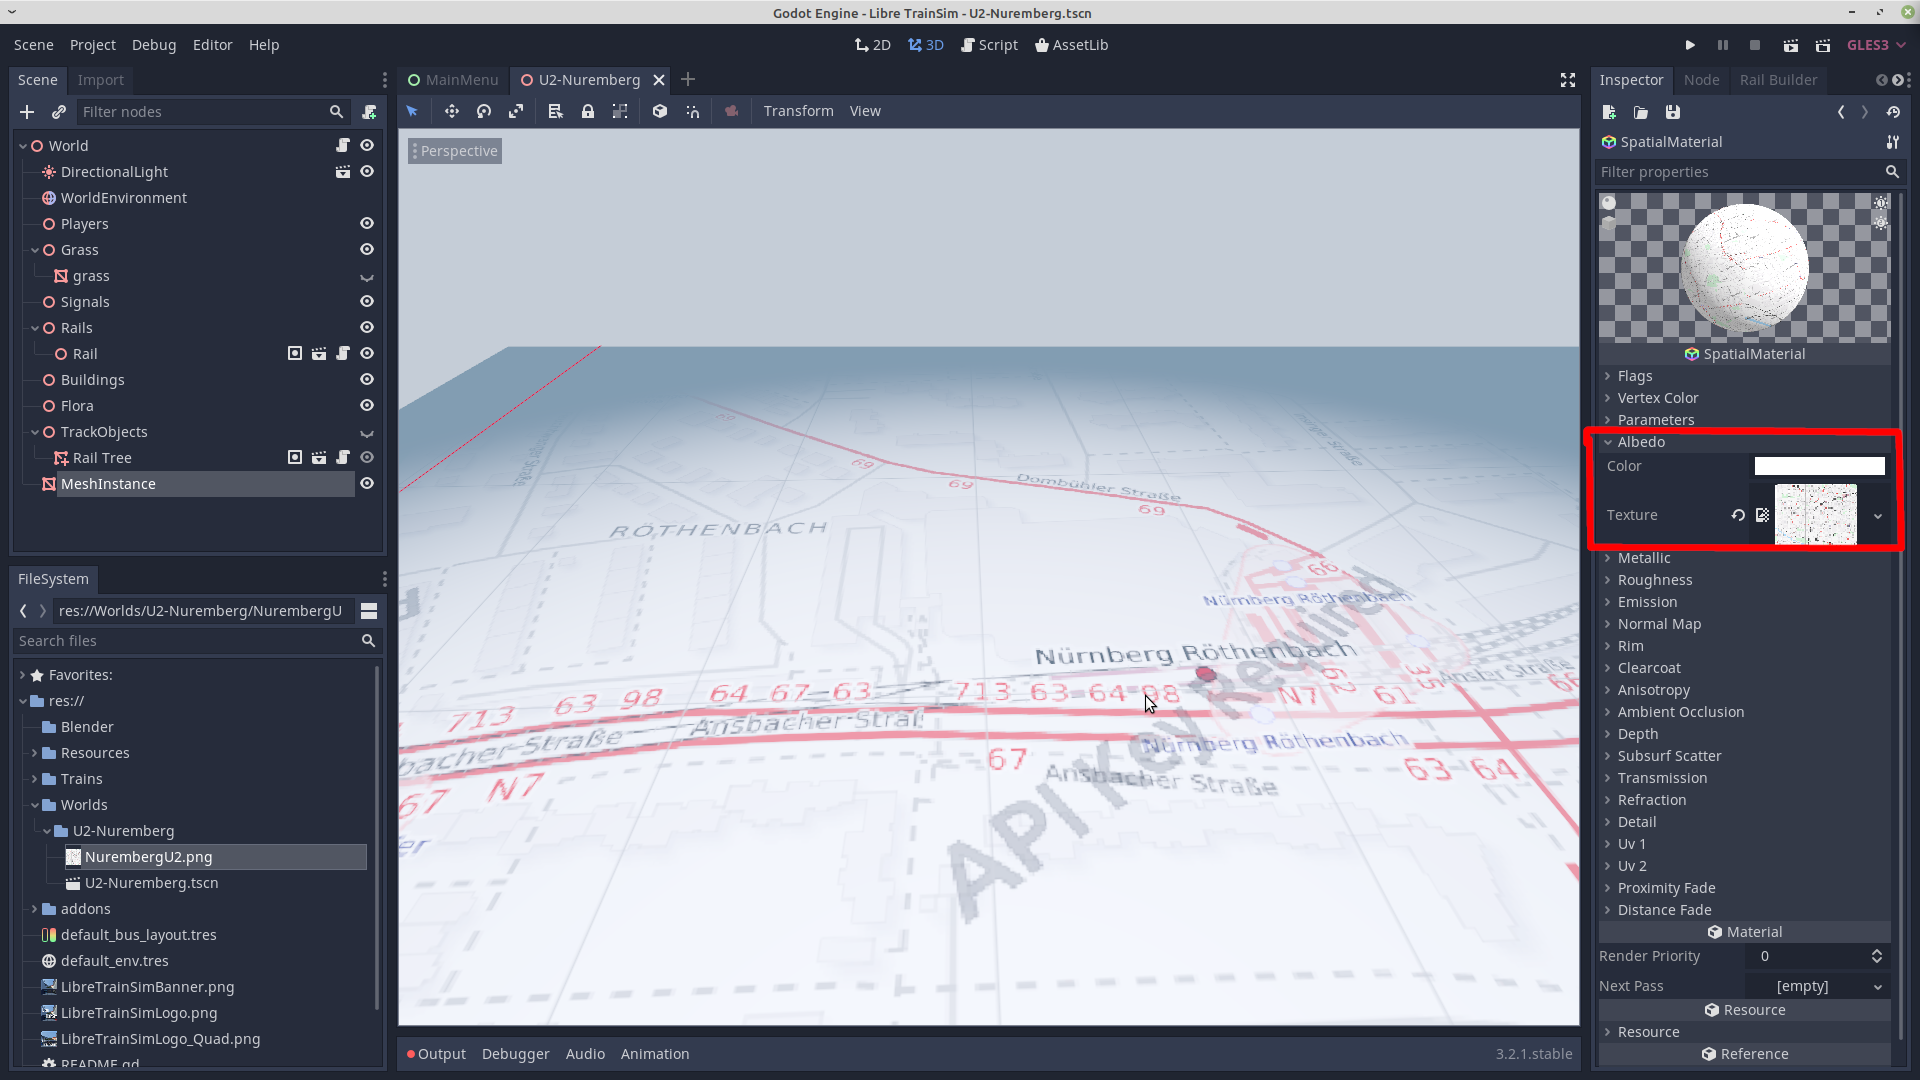 Godot Engine - Libre TrainSim - U2-Nuremberg.tscn
Scene Project Debug Editor Help
2D 3D Script AssetLib
GLES3
Scene Import
Filter nodes
World
DirectionalLight
WorldEnvironment
Players
Grass
grass
Signals
Rails
Rail
Buildings
Flora
TrackObjects
Rail Tree
MeshInstance
FileSystem
res://Worlds/U2-Nuremberg/NurembergU
Search files
Favorites:
res://
Blender
Resources
Trains
Worlds
U2-Nuremberg
NurembergU2.png
U2-Nuremberg.tscn
addons
default_bus_layout.tres
default_env.tres
LibreTrainSimBanner.png
LibreTrainSimLogo.png
LibreTrainSimLogo_Quad.png
README.md
MainMenu U2-Nuremberg
Transform View
Perspective
69
69
69
Dombühler Straße
69
RÖTHENBACH
66
Nürnberg Röthenbach
Nürnberg Röthenbach
713 63 98 64 67 63 713 63 64 98 N7 61
Ansbacher Straß
bacher-Straße
Ansbacher Straße
Nürnberg Röthenbach
67
Ansbacher Straße
63 64
67 N7
API Key Required
Output Debugger Audio Animation
3.2.1.stable
Inspector Node Rail Builder
SpatialMaterial
Filter properties
SpatialMaterial
Flags
Vertex Color
Parameters
Albedo
Color
Texture
Metallic
Roughness
Emission
Normal Map
Rim
Clearcoat
Anisotropy
Ambient Occlusion
Depth
Subsurf Scatter
Transmission
Refraction
Detail
Uv 1
Uv 2
Proximity Fade
Distance Fade
Material
Render Priority 0
Next Pass [empty]
Resource
Resource
Reference